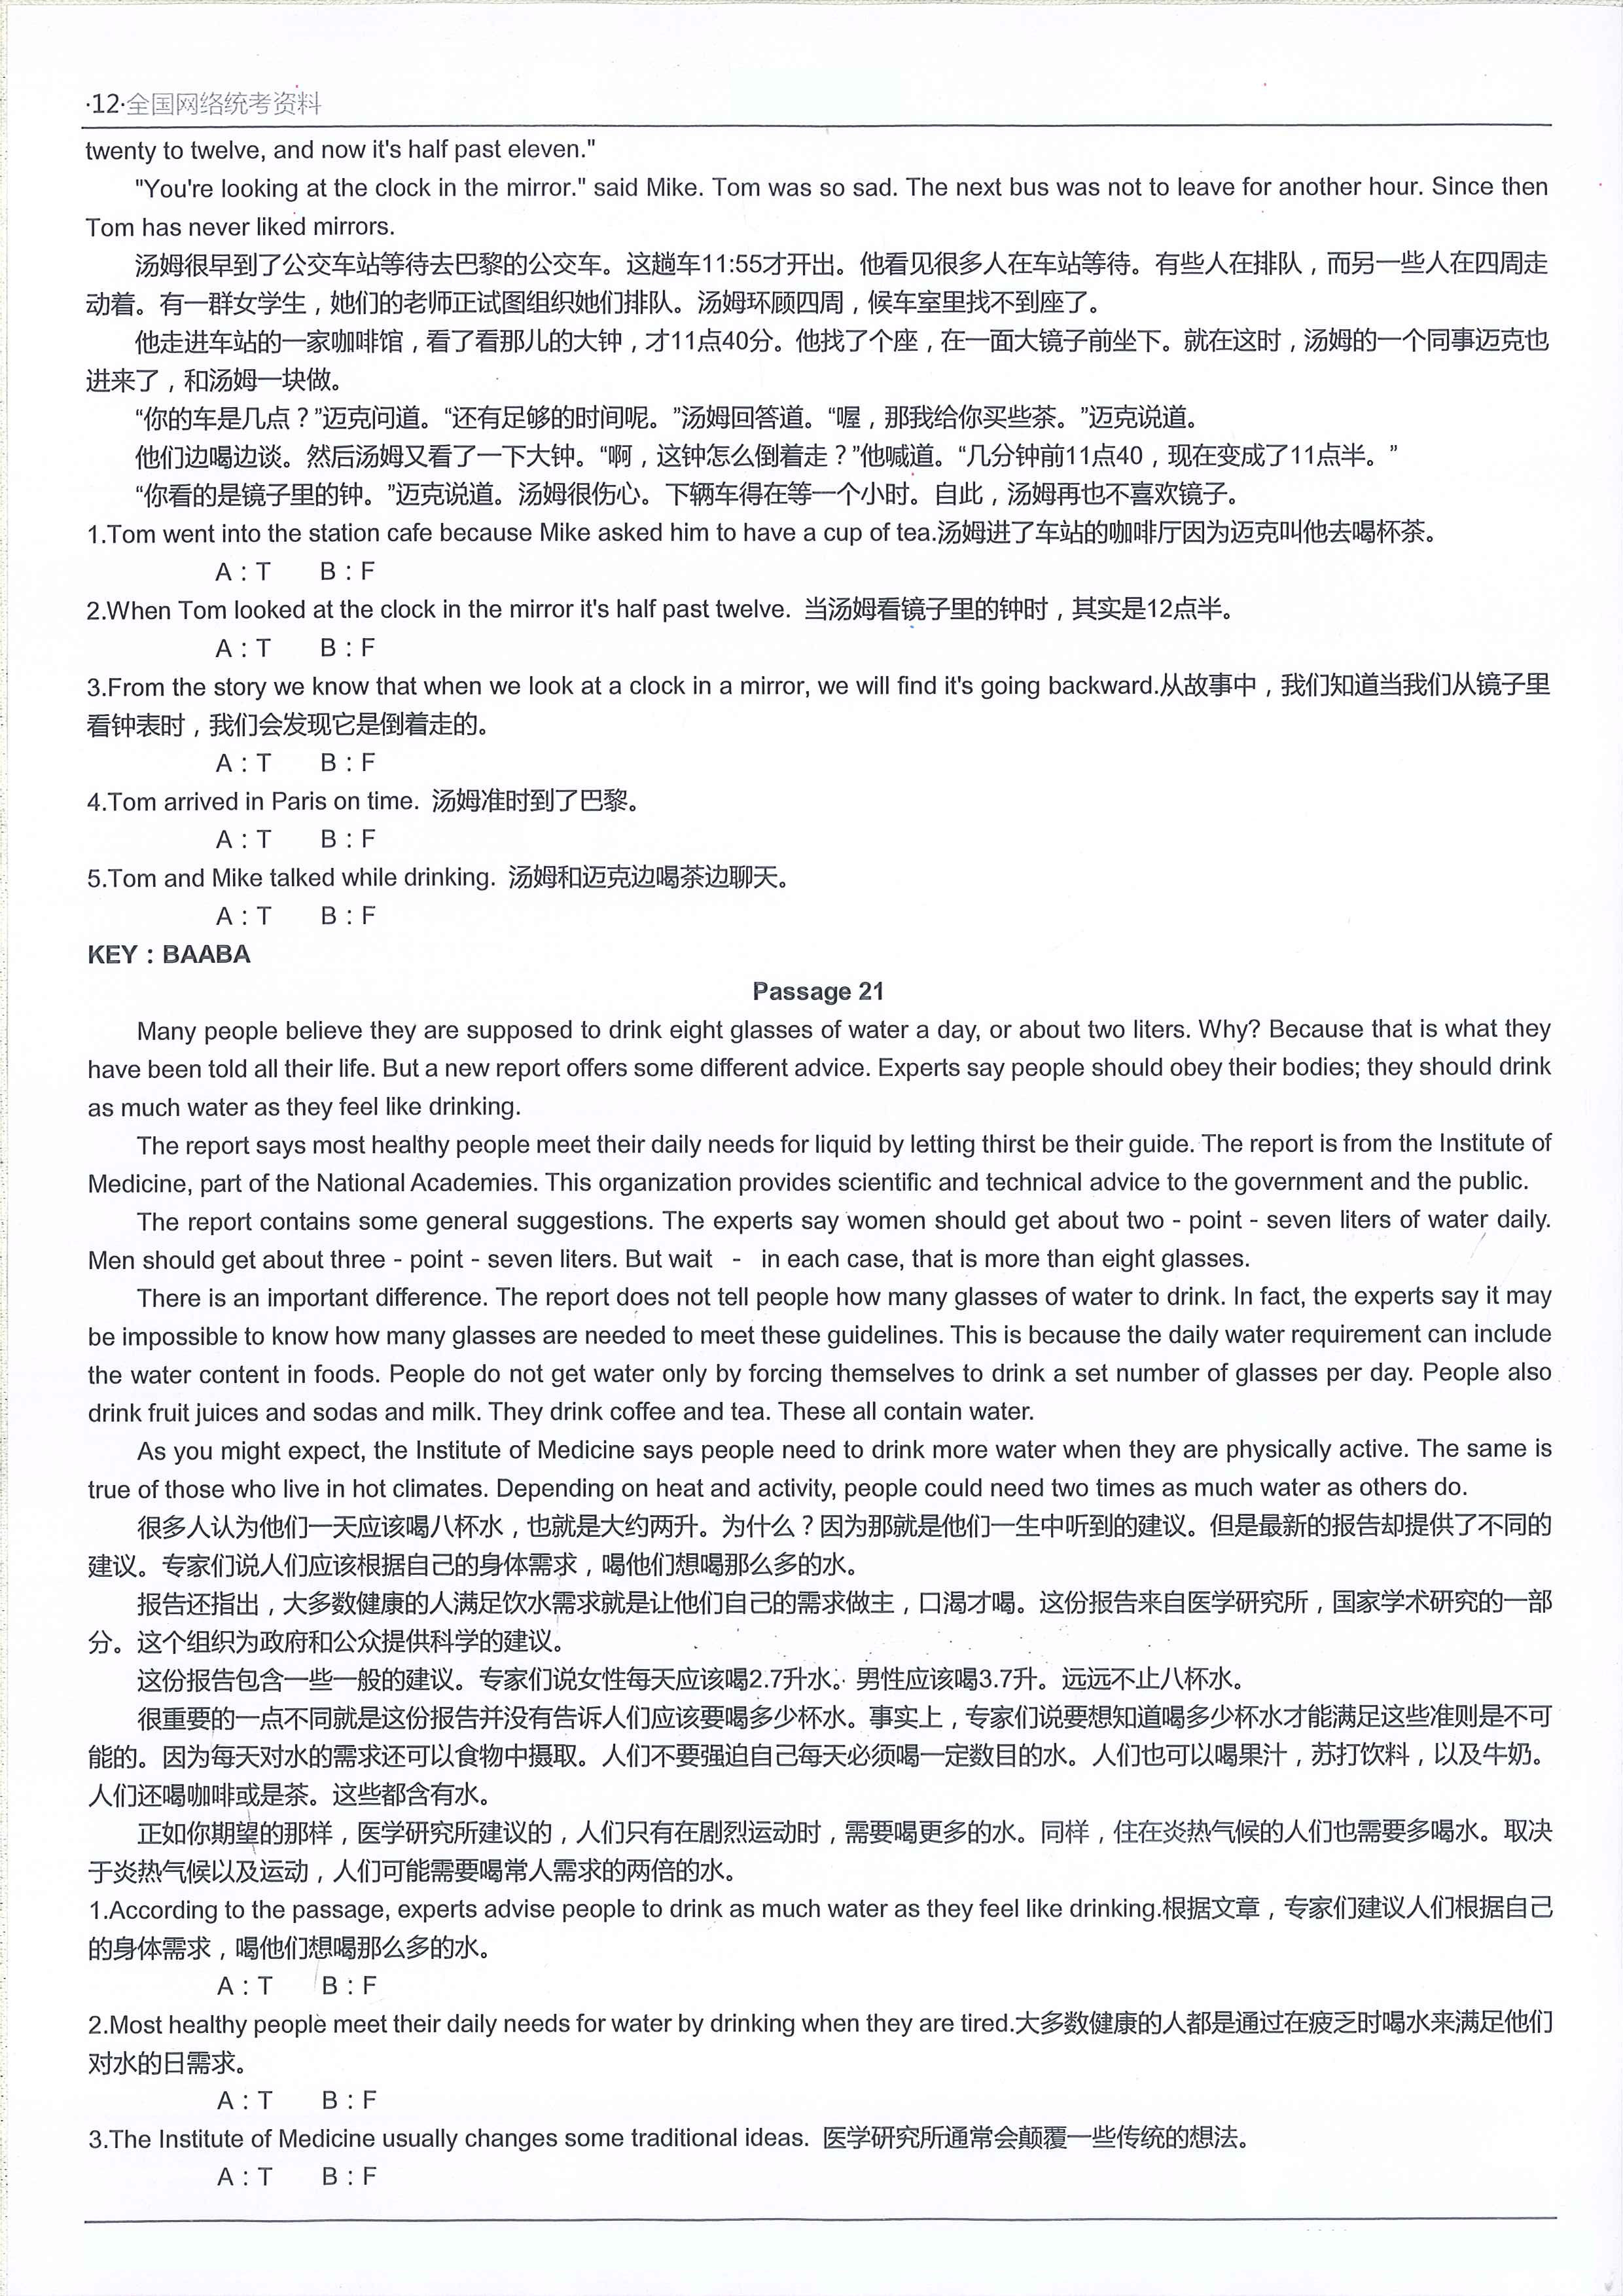 ·12·全国网络统考资料
twenty to twelve, and now it's half past eleven."
"You're looking at the clock in the mirror." said Mike. Tom was so sad. The next bus was not to leave for another hour. Since then
Tom has never liked mirrors.
汤姆很早到了公交车站等待去巴黎的公交车。这趟车11:55才开出。他看见很多人在车站等待。有些人在排队，而另一些人在四周走
动着。有一群女学生，她们的老师正试图组织她们排队。汤姆环顾四周，候车室里找不到座了。
他走进车站的一家咖啡馆，看了看那儿的大钟，才11点40分。他找了个座，在一面大镜子前坐下。就在这时，汤姆的一个同事迈克也
进来了，和汤姆一块做。
“你的车是几点？”迈克问道。“还有足够的时间呢。”汤姆回答道。“喔，那我给你买些茶。”迈克说道。
他们边喝边谈。然后汤姆又看了一下大钟。“啊，这钟怎么倒着走？”他喊道。“几分钟前11点40，现在变成了11点半。”
“你看的是镜子里的钟。”迈克说道。汤姆很伤心。下辆车得在等一个小时。自此，汤姆再也不喜欢镜子。
1.Tom went into the station cafe because Mike asked him to have a cup of tea.汤姆进了车站的咖啡厅因为迈克叫他去喝杯茶。
A：T B：F
2.When Tom looked at the clock in the mirror it's half past twelve. 当汤姆看镜子里的钟时，其实是12点半。
A：T B：F
3.From the story we know that when we look at a clock in a mirror, we will find it's going backward.从故事中，我们知道当我们从镜子里
看钟表时，我们会发现它是倒着走的。
A：T B：F
4.Tom arrived in Paris on time. 汤姆准时到了巴黎。
A：T B：F
5.Tom and Mike talked while drinking. 汤姆和迈克边喝茶边聊天。
A：T B：F
KEY：BAABA
Passage 21
Many people believe they are supposed to drink eight glasses of water a day, or about two liters. Why? Because that is what they
have been told all their life. But a new report offers some different advice. Experts say people should obey their bodies; they should drink
as much water as they feel like drinking.
The report says most healthy people meet their daily needs for liquid by letting thirst be their guide. The report is from the Institute of
Medicine, part of the National Academies. This organization provides scientific and technical advice to the government and the public.
The report contains some general suggestions. The experts say women should get about two - point - seven liters of water daily.
Men should get about three - point - seven liters. But wait - in each case, that is more than eight glasses.
There is an important difference. The report does not tell people how many glasses of water to drink. In fact, the experts say it may
be impossible to know how many glasses are needed to meet these guidelines. This is because the daily water requirement can include
the water content in foods. People do not get water only by forcing themselves to drink a set number of glasses per day. People also
drink fruit juices and sodas and milk. They drink coffee and tea. These all contain water.
As you might expect, the Institute of Medicine says people need to drink more water when they are physically active. The same is
true of those who live in hot climates. Depending on heat and activity, people could need two times as much water as others do.
很多人认为他们一天应该喝八杯水，也就是大约两升。为什么？因为那就是他们一生中听到的建议。但是最新的报告却提供了不同的
建议。专家们说人们应该根据自己的身体需求，喝他们想喝那么多的水。
报告还指出，大多数健康的人满足饮水需求就是让他们自己的需求做主，口渴才喝。这份报告来自医学研究所，国家学术研究的一部
分。这个组织为政府和公众提供科学的建议。
这份报告包含一些一般的建议。专家们说女性每天应该喝2.7升水。男性应该喝3.7升。远远不止八杯水。
很重要的一点不同就是这份报告并没有告诉人们应该要喝多少杯水。事实上，专家们说要想知道喝多少杯水才能满足这些准则是不可
能的。因为每天对水的需求还可以食物中摄取。人们不要强迫自己每天必须喝一定数目的水。人们也可以喝果汁，苏打饮料，以及牛奶。
人们还喝咖啡或是茶。这些都含有水。
正如你期望的那样，医学研究所建议的，人们只有在剧烈运动时，需要喝更多的水。同样，住在炎热气候的人们也需要多喝水。取决
于炎热气候以及运动，人们可能需要喝常人需求的两倍的水。
1.According to the passage, experts advise people to drink as much water as they feel like drinking.根据文章，专家们建议人们根据自己
的身体需求，喝他们想喝那么多的水。
A：T B：F
2.Most healthy people meet their daily needs for water by drinking when they are tired.大多数健康的人都是通过在疲乏时喝水来满足他们
对水的日需求。
A：T B：F
3.The Institute of Medicine usually changes some traditional ideas. 医学研究所通常会颠覆一些传统的想法。
A：T B：F